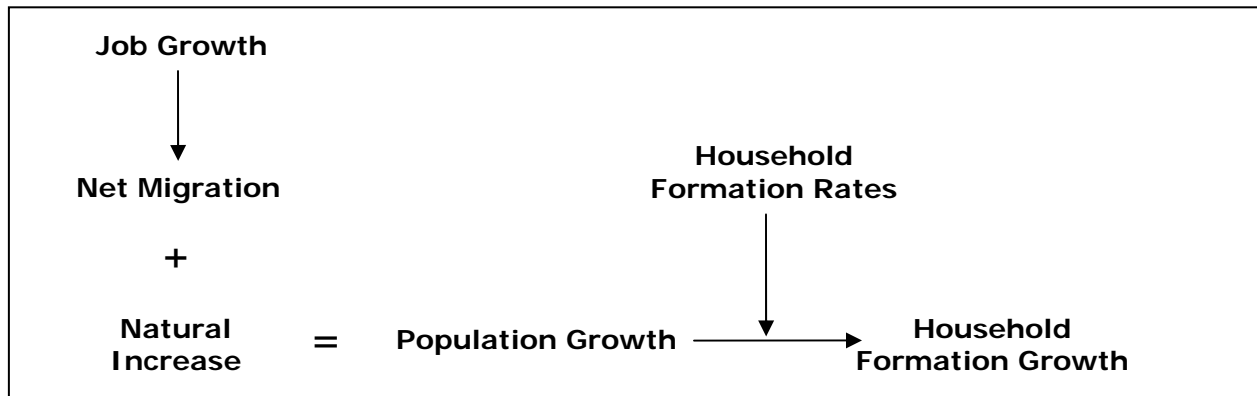 Job Growth
Net Migration
+
Natural
Increase
=
Population Growth
Household
Formation Rates
Household
Formation Growth